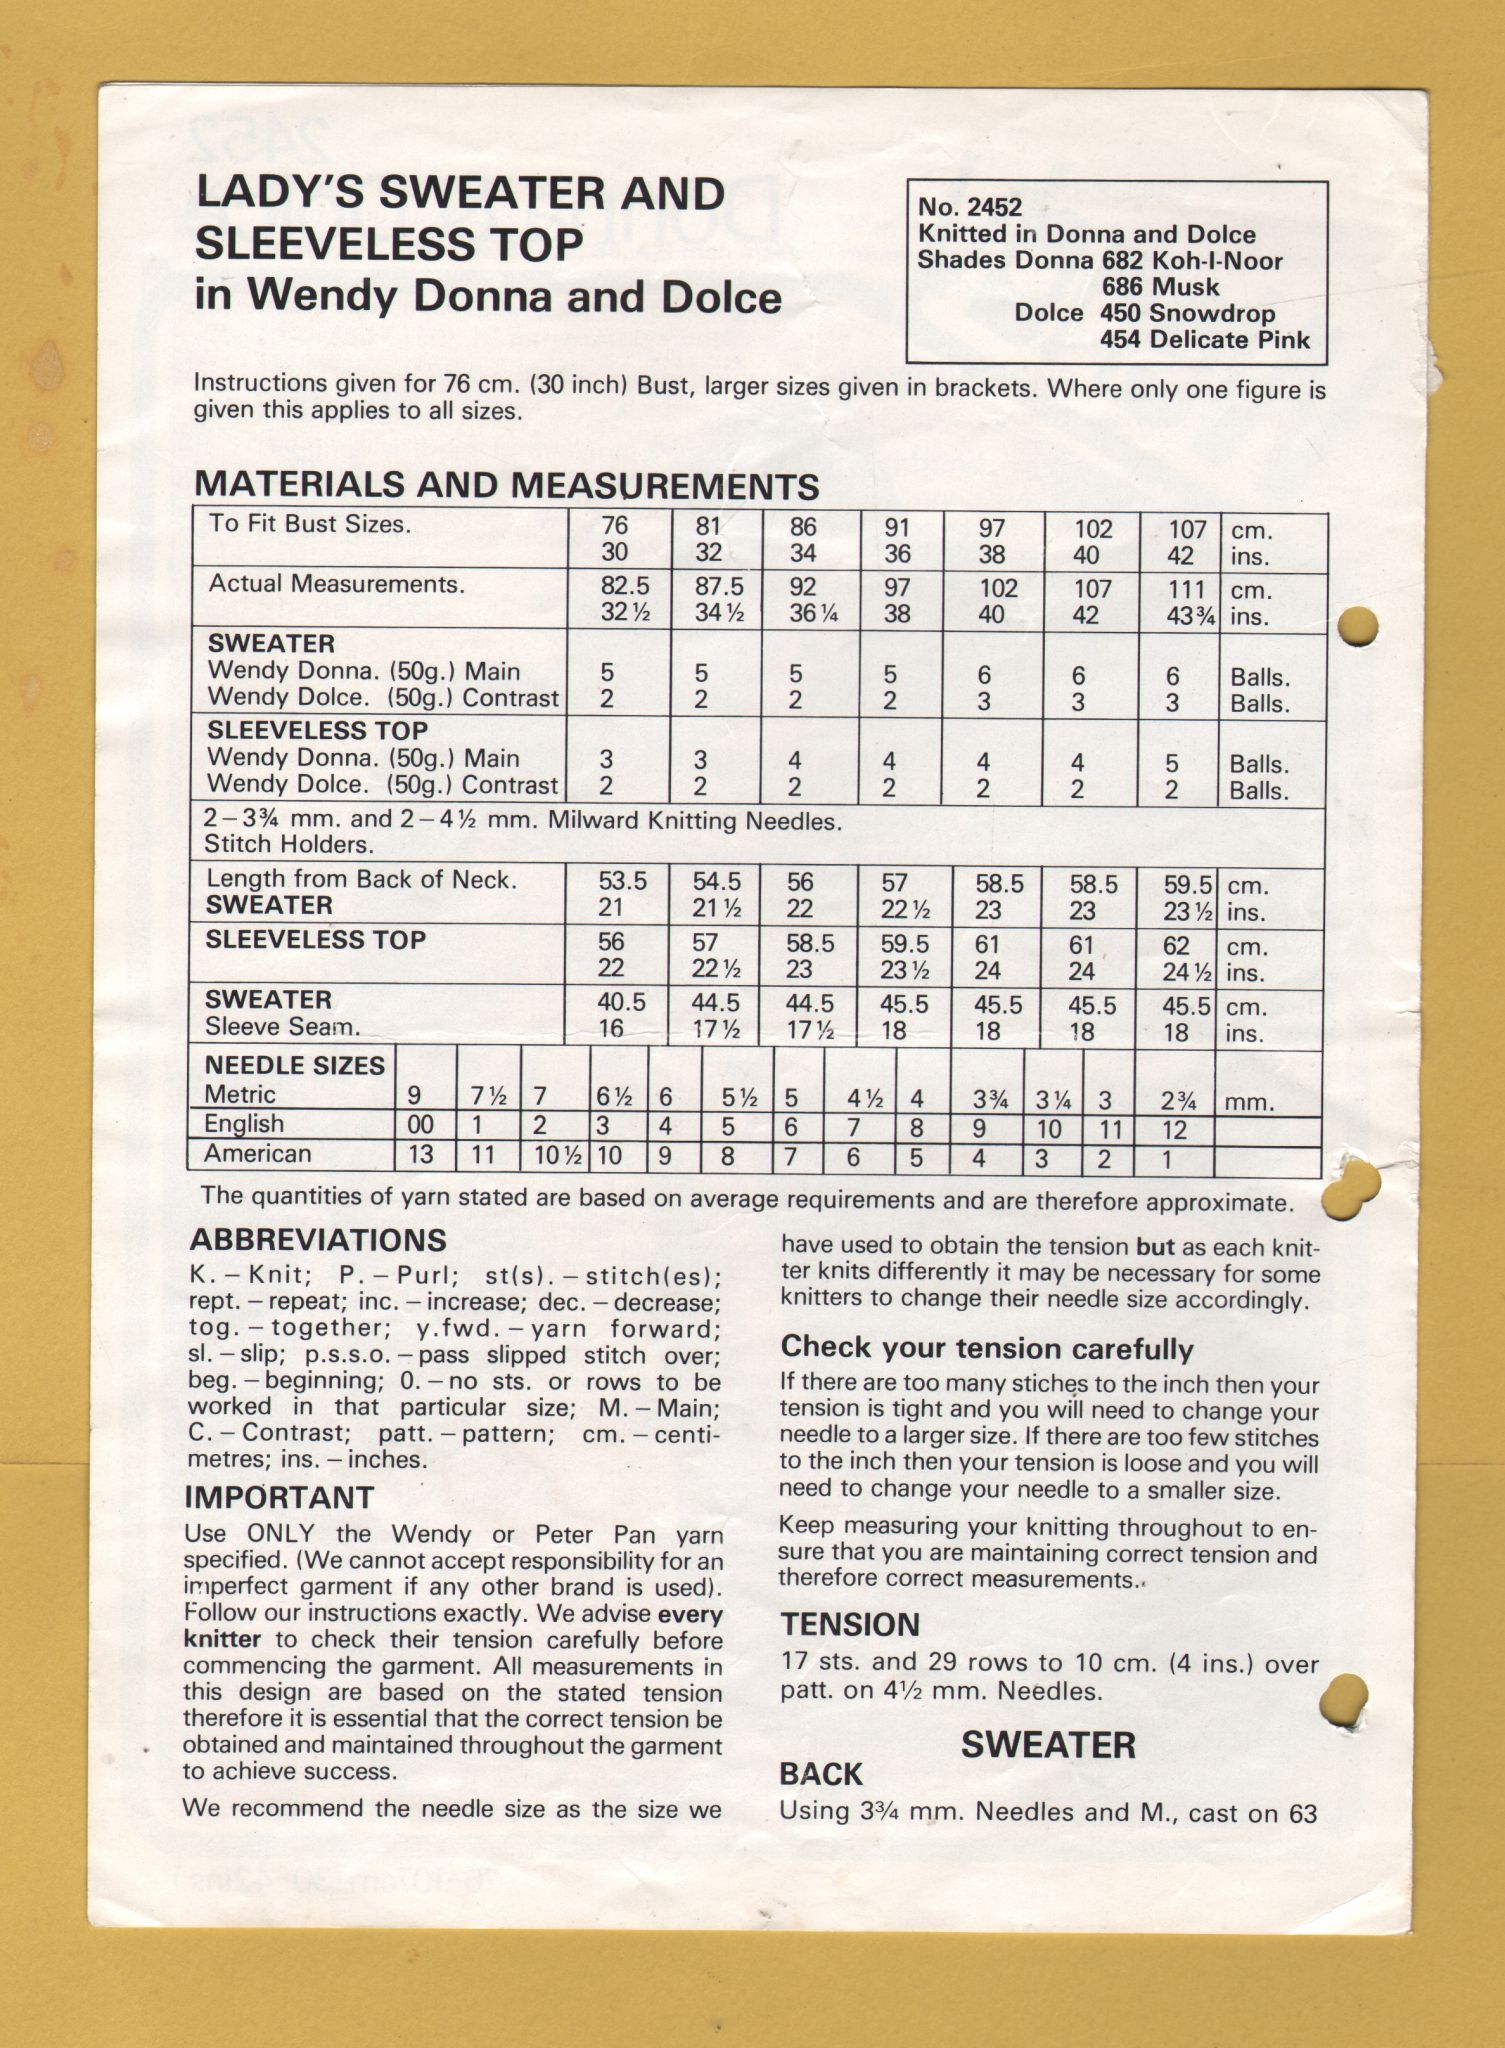 LADY'S SWEATER AND
SLEEVELESS TOP
in Wendy Donna and Dolce
No. 2452
Knitted in Donna and Dolce
Shades Donna 682 Koh-I-Noor
686 Musk
Dolce 450 Snowdrop
454 Delicate Pink
Instructions given for 76 cm. (30 inch) Bust, larger sizes given in brackets. Where only one figure is
given this applies to all sizes.
MATERIALS AND MEASUREMENTS
To Fit Bust Sizes. 76 81 86 91 97 102 107 cm.
30 32 34 36 38 40 42 ins.
Actual Measurements. 82.5 87.5 92 97 102 107 111 cm.
32½ 34½ 36¼ 38 40 42 43¾ ins.
SWEATER
Wendy Donna. (50g.) Main 5 5 5 5 6 6 6 Balls.
Wendy Dolce. (50g.) Contrast 2 2 2 2 3 3 3 Balls.
SLEEVELESS TOP
Wendy Donna. (50g.) Main 3 3 4 4 4 4 5 Balls.
Wendy Dolce. (50g.) Contrast 2 2 2 2 2 2 2 Balls.
2–3¾ mm. and 2–4½ mm. Milward Knitting Needles.
Stitch Holders.
Length from Back of Neck. 53.5 54.5 56 57 58.5 58.5 59.5 cm.
SWEATER 21 21½ 22 22½ 23 23 23½ ins.
SLEEVELESS TOP 56 57 58.5 59.5 61 61 62 cm.
22 22½ 23 23½ 24 24 24½ ins.
SWEATER 40.5 44.5 44.5 45.5 45.5 45.5 45.5 cm.
Sleeve Seam. 16 17½ 17½ 18 18 18 18 ins.
NEEDLE SIZES
Metric 9 7½ 7 6½ 6 5½ 5 4½ 4 3¾ 3¼ 3 2¾ mm.
English 00 1 2 3 4 5 6 7 8 9 10 11 12
American 13 11 10½ 10 9 8 7 6 5 4 3 2 1
The quantities of yarn stated are based on average requirements and are therefore approximate.
ABBREVIATIONS
K. – Knit; P. – Purl; st(s). – stitch(es);
rept. – repeat; inc. – increase; dec. – decrease;
tog. – together; y.fwd. – yarn forward;
sl. – slip; p.s.s.o. – pass slipped stitch over;
beg. – beginning; 0. – no sts. or rows to be
worked in that particular size; M. – Main;
C. – Contrast; patt. – pattern; cm. – centi-
metres; ins. – inches.
IMPORTANT
Use ONLY the Wendy or Peter Pan yarn
specified. (We cannot accept responsibility for an
imperfect garment if any other brand is used).
Follow our instructions exactly. We advise every
knitter to check their tension carefully before
commencing the garment. All measurements in
this design are based on the stated tension
therefore it is essential that the correct tension be
obtained and maintained throughout the garment
to achieve success.
We recommend the needle size as the size we
have used to obtain the tension but as each knit-
ter knits differently it may be necessary for some
knitters to change their needle size accordingly.
Check your tension carefully
If there are too many stiches to the inch then your
tension is tight and you will need to change your
needle to a larger size. If there are too few stitches
to the inch then your tension is loose and you will
need to change your needle to a smaller size.
Keep measuring your knitting throughout to en-
sure that you are maintaining correct tension and
therefore correct measurements.
TENSION
17 sts. and 29 rows to 10 cm. (4 ins.) over
patt. on 4½ mm. Needles.
SWEATER
BACK
Using 3¾ mm. Needles and M., cast on 63